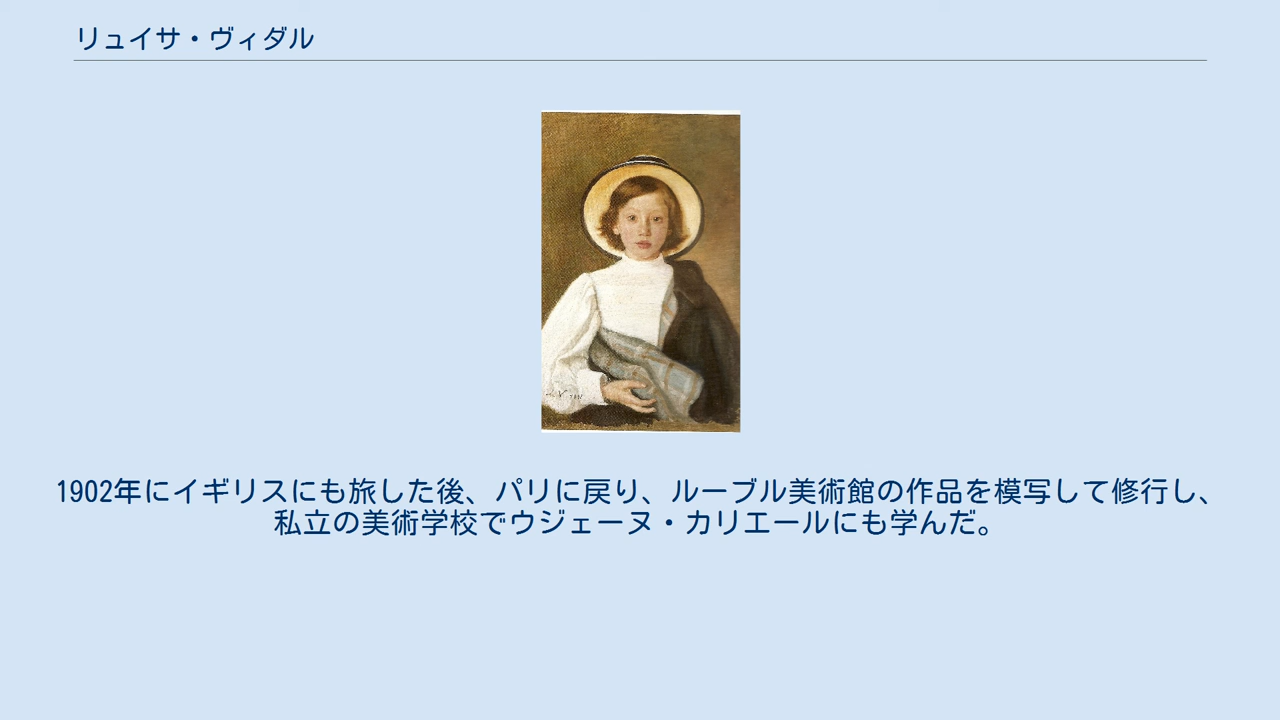 リュイサ・ヴィダル
1902年にイギリスにも旅した後、パリに戻り、ルーブル美術館の作品を模写して修行し、
私立の美術学校でウジェーヌ・カリエールにも学んだ。